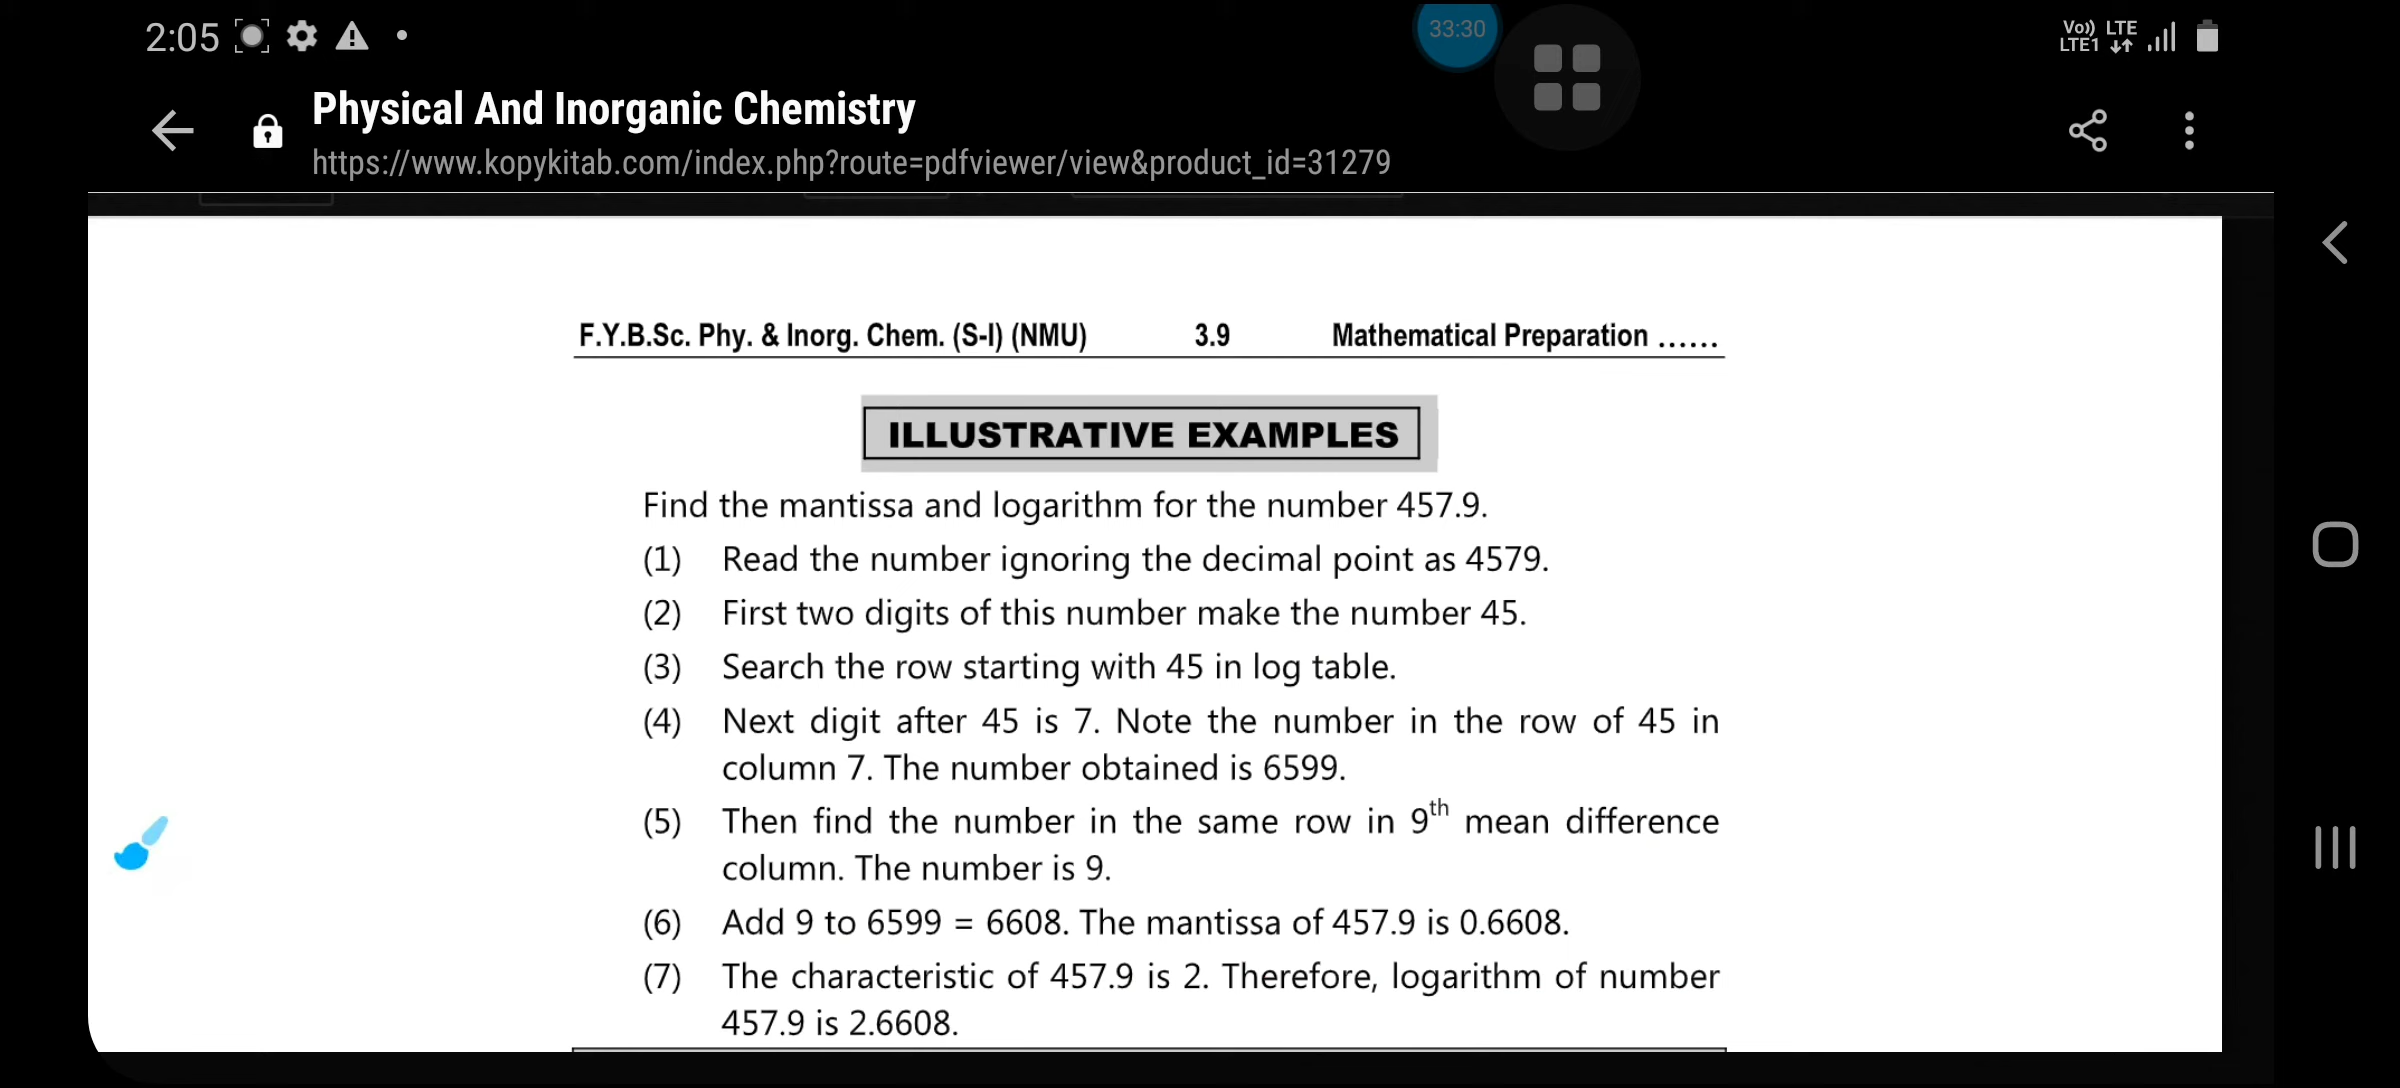 2:05
33:30
Vo)) LTE
LTE1
Physical And Inorganic Chemistry
https://www.kopykitab.com/index.php?route=pdfviewer/view&product_id=31279
F.Y.B.Sc. Phy. & Inorg. Chem. (S-I) (NMU) 3.9 Mathematical Preparation ......
ILLUSTRATIVE EXAMPLES
Find the mantissa and logarithm for the number 457.9.
(1) Read the number ignoring the decimal point as 4579.
(2) First two digits of this number make the number 45.
(3) Search the row starting with 45 in log table.
(4) Next digit after 45 is 7. Note the number in the row of 45 in
column 7. The number obtained is 6599.
(5) Then find the number in the same row in 9th mean difference
column. The number is 9.
(6) Add 9 to 6599 = 6608. The mantissa of 457.9 is 0.6608.
(7) The characteristic of 457.9 is 2. Therefore, logarithm of number
457.9 is 2.6608.